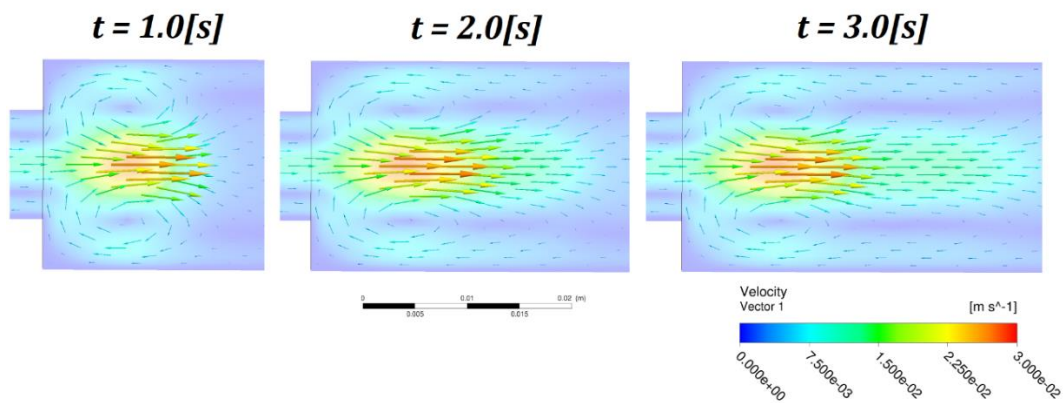 t = 1.0[s]
t = 2.0[s]
t = 3.0[s]
0 0.01 0.02 (m)
0.005 0.015
Velocity
Vector 1
[m s^-1]
0.000e+00
7.500e-03
1.500e-02
2.250e-02
3.000e-02